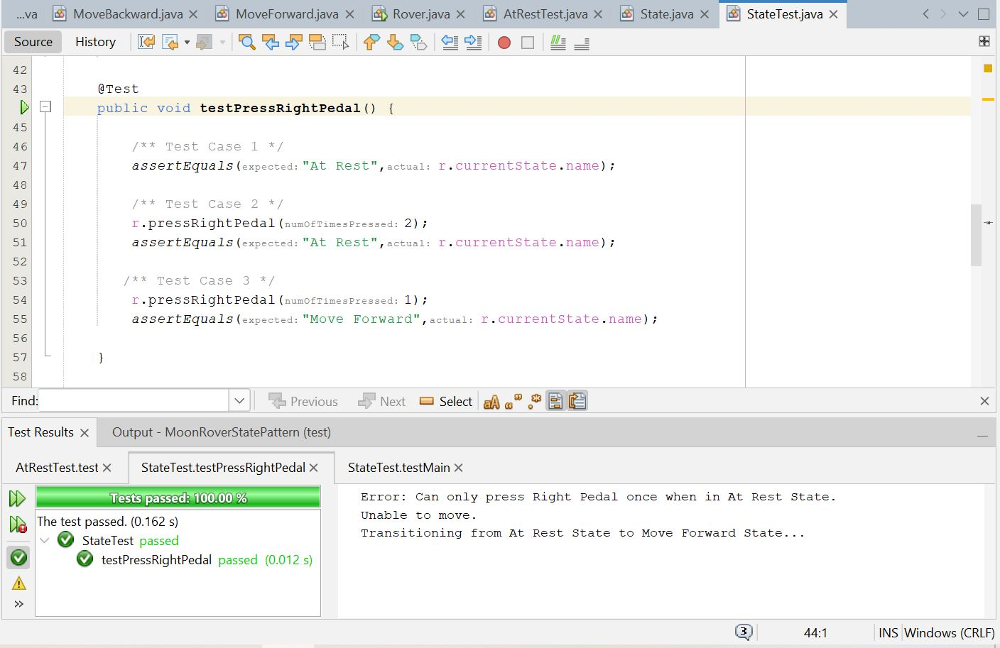 ...va MoveBackward.java MoveForward.java Rover.java AtRestTest.java State.java StateTest.java
Source History
42
43 @Test
public void testPressRightPedal() {
45
46 /** Test Case 1 */
47 assertEquals(expected: "At Rest",actual: r.currentState.name);
48
49 /** Test Case 2 */
50 r.pressRightPedal(numOfTimesPressed: 2);
51 assertEquals(expected: "At Rest",actual: r.currentState.name);
52
53 /** Test Case 3 */
54 r.pressRightPedal(numOfTimesPressed: 1);
55 assertEquals(expected: "Move Forward",actual: r.currentState.name);
56
57 }
58
Find: Previous Next Select
Test Results Output - MoonRoverStatePattern (test)
AtRestTest.test StateTest.testPressRightPedal StateTest.testMain
Tests passed: 100.00 %
The test passed. (0.162 s)
StateTest passed
testPressRightPedal passed (0.012 s)
Error: Can only press Right Pedal once when in At Rest State.
Unable to move.
Transitioning from At Rest State to Move Forward State...
3 44:1 INS Windows (CRLF)